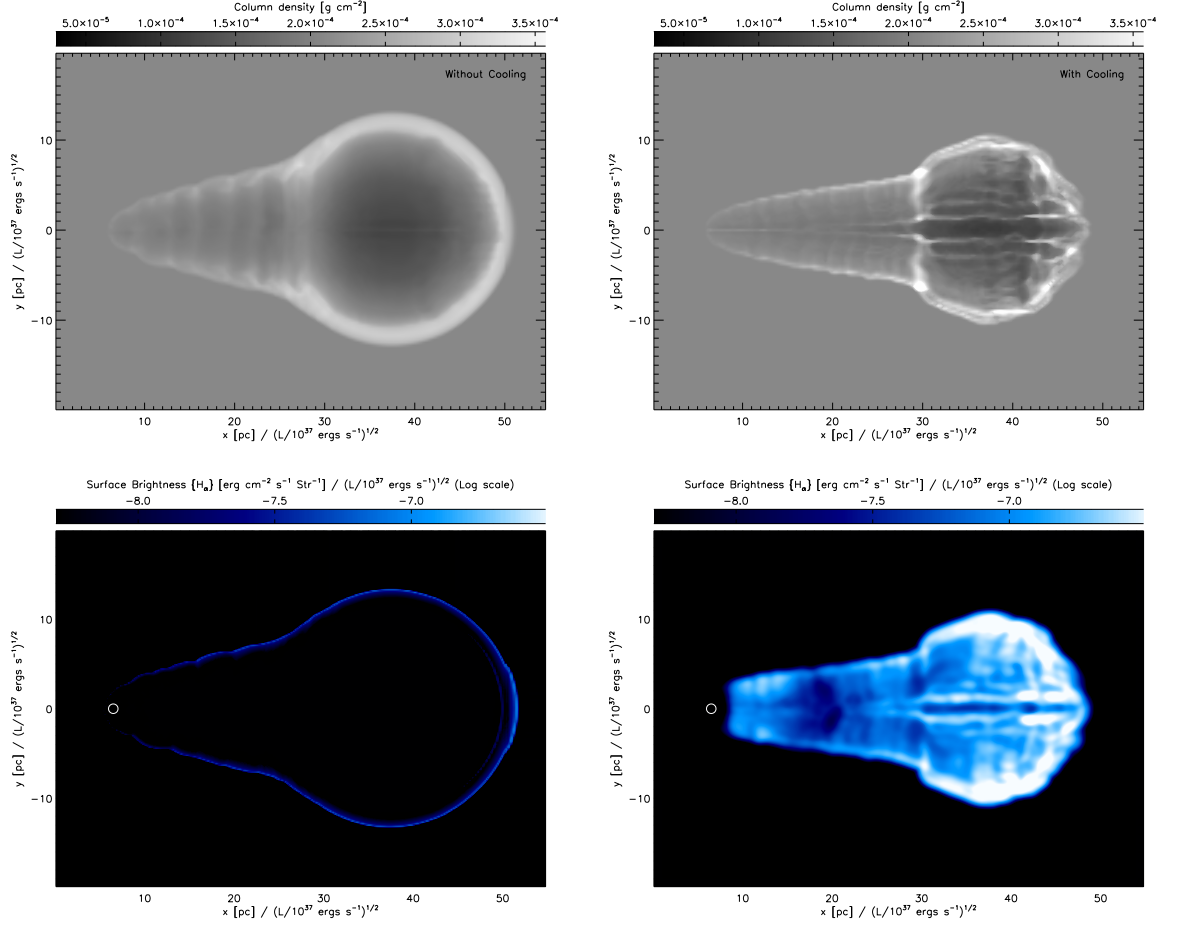 Column density [g cm⁻²]
5.0×10⁻⁵ 1.0×10⁻⁴ 1.5×10⁻⁴ 2.0×10⁻⁴ 2.5×10⁻⁴ 3.0×10⁻⁴ 3.5×10⁻⁴
Without Cooling
10
0
−10
y [pc] / (L/10³⁷ ergs s⁻¹)¹/²
10 20 30 40 50
x [pc] / (L/10³⁷ ergs s⁻¹)¹/²
Column density [g cm⁻²]
5.0×10⁻⁵ 1.0×10⁻⁴ 1.5×10⁻⁴ 2.0×10⁻⁴ 2.5×10⁻⁴ 3.0×10⁻⁴ 3.5×10⁻⁴
With Cooling
10
0
−10
y [pc] / (L/10³⁷ ergs s⁻¹)¹/²
10 20 30 40 50
x [pc] / (L/10³⁷ ergs s⁻¹)¹/²
Surface Brightness {Hα} [erg cm⁻² s⁻¹ Str⁻¹] / (L/10³⁷ ergs s⁻¹)¹/² (Log scale)
−8.0 −7.5 −7.0
10
0
−10
y [pc] / (L/10³⁷ ergs s⁻¹)¹/²
10 20 30 40 50
x [pc] / (L/10³⁷ ergs s⁻¹)¹/²
Surface Brightness {Hα} [erg cm⁻² s⁻¹ Str⁻¹] / (L/10³⁷ ergs s⁻¹)¹/² (Log scale)
−8.0 −7.5 −7.0
10
0
−10
y [pc] / (L/10³⁷ ergs s⁻¹)¹/²
10 20 30 40 50
x [pc] / (L/10³⁷ ergs s⁻¹)¹/²